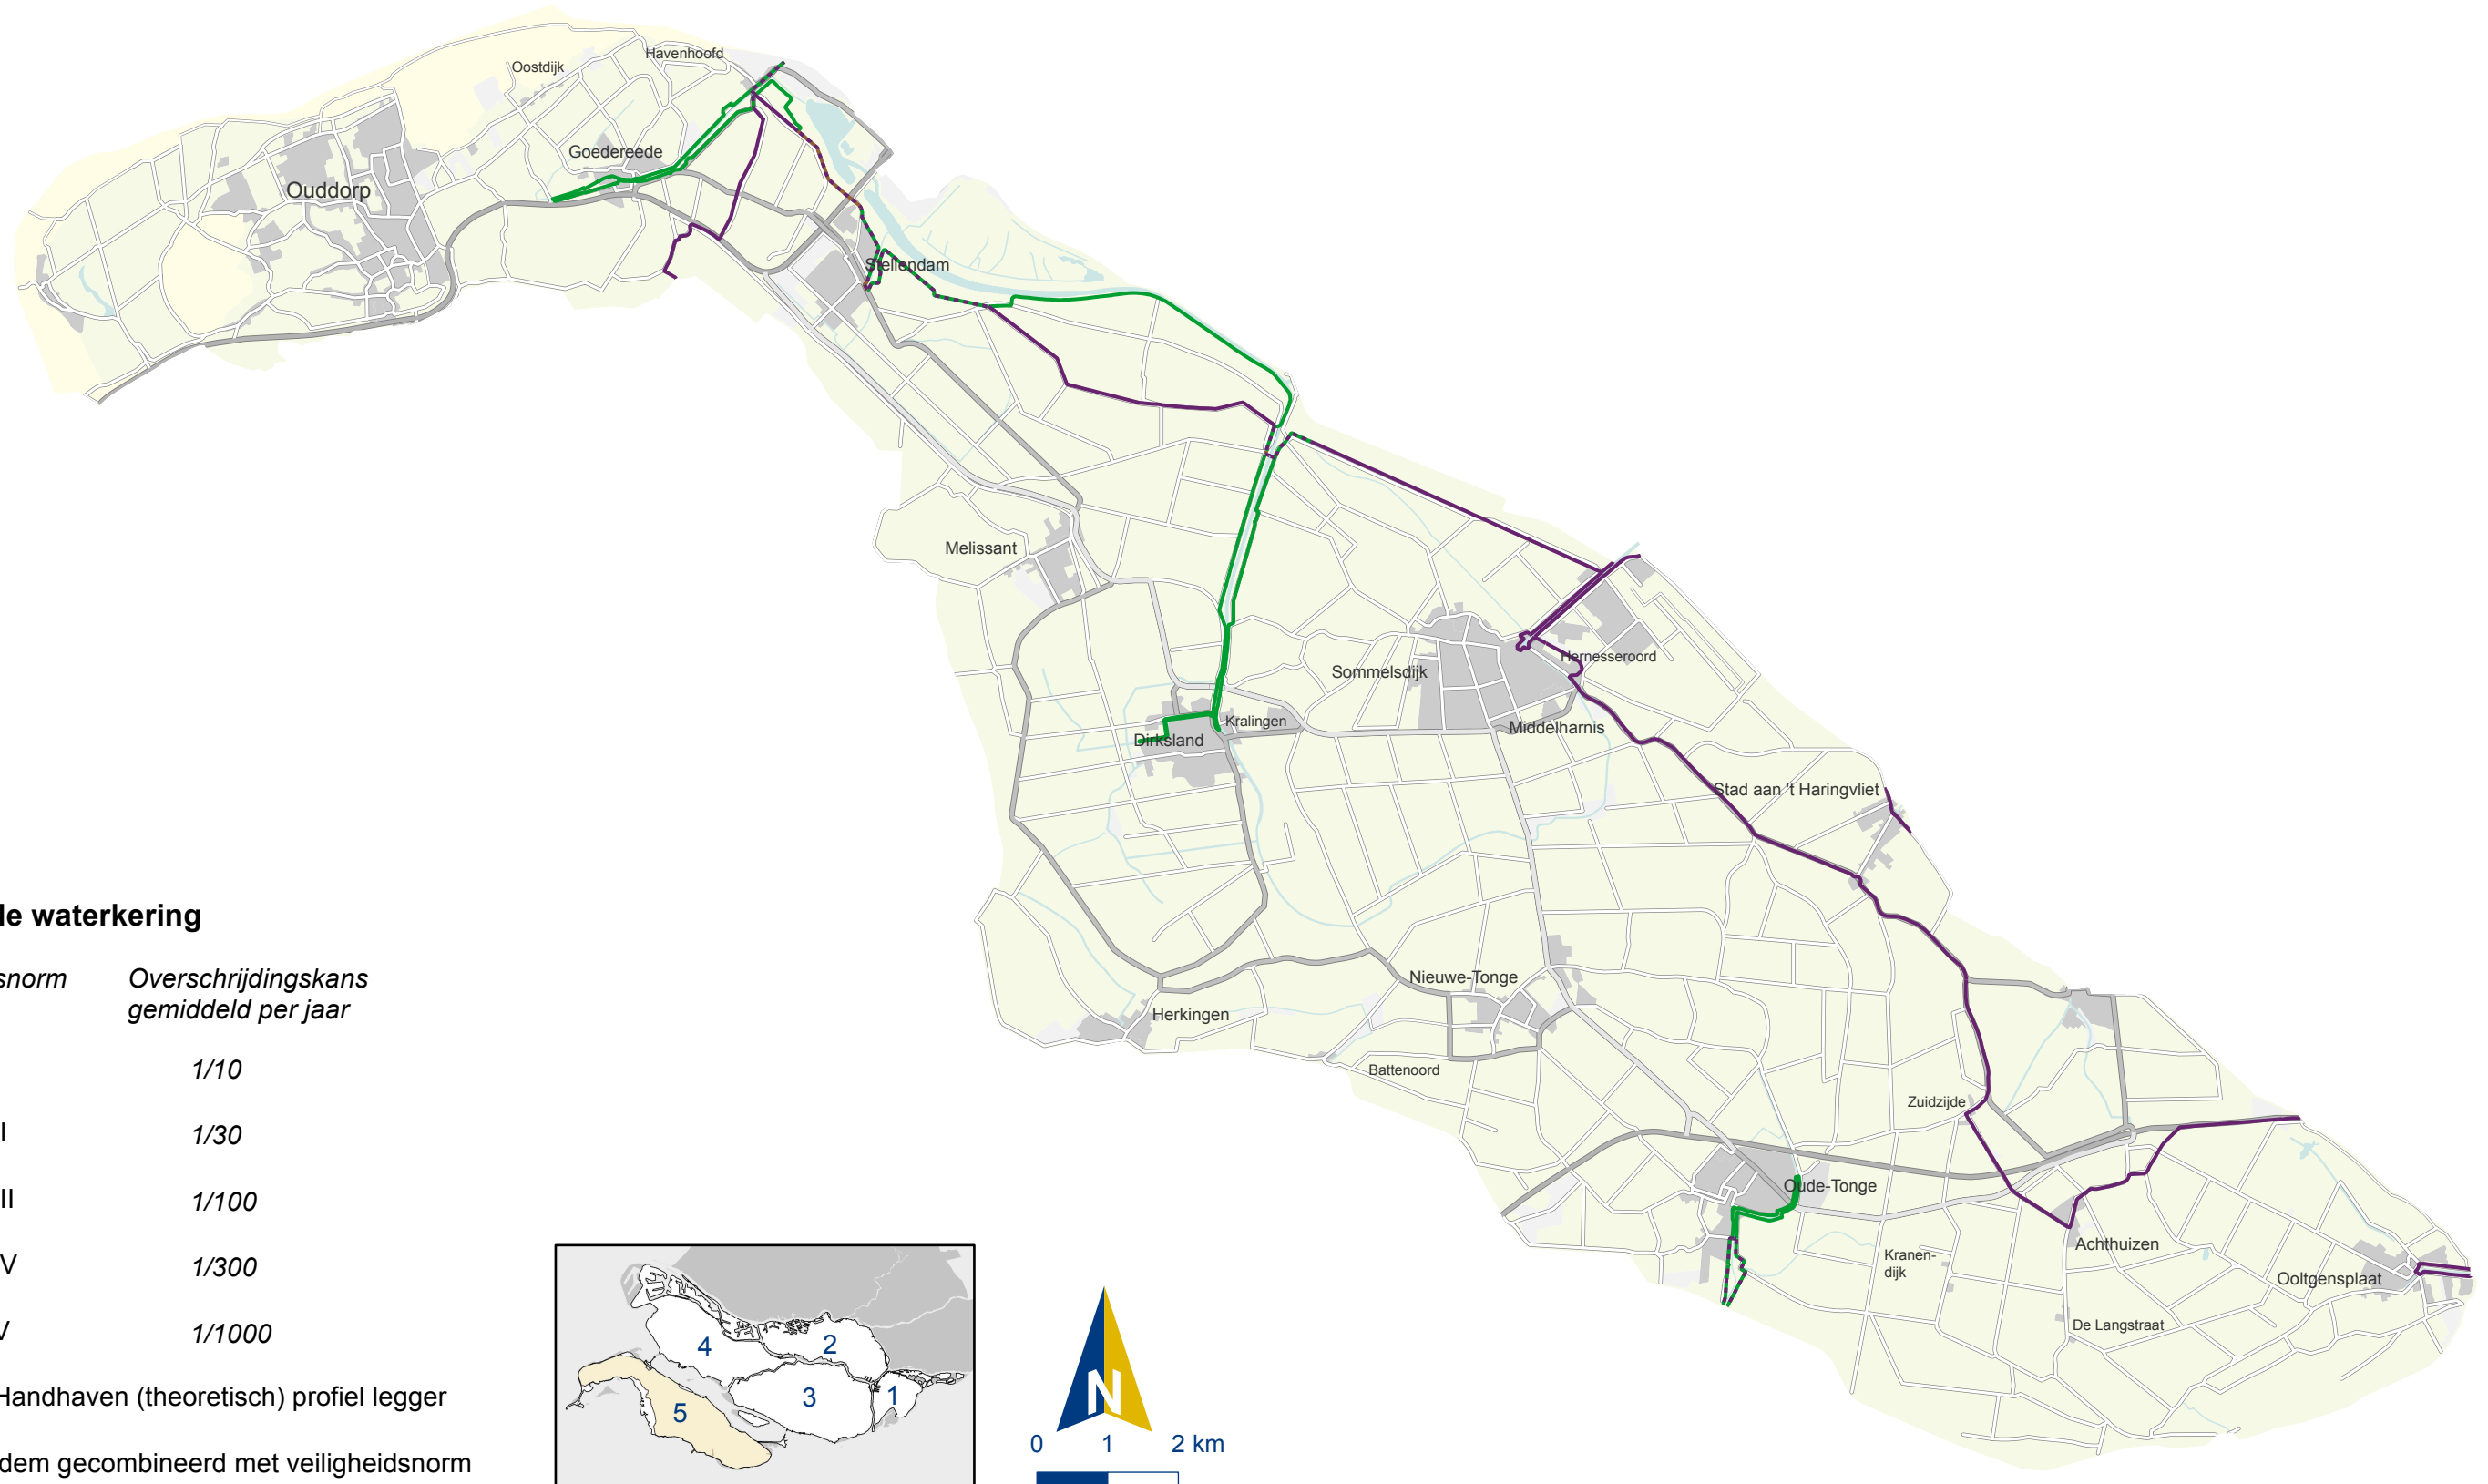 Havenhoofd
Oostdijk
Goedereede
Ouddorp
Stellendam
Melissant
Sommelsdijk
Hernesseroord
Kralingen
Dirksland
Middelharnis
Stad aan 't Haringvliet
Nieuwe-Tonge
Herkingen
Battenoord
Zuidzijde
Oude-Tonge
Achthuizen
Kranen-
dijk
Ooltgensplaat
De Langstraat
le waterkering
snorm Overschrijdingskans
gemiddeld per jaar
1/10
I 1/30
II 1/100
V 1/300
V 1/1000
Handhaven (theoretisch) profiel legger
dem gecombineerd met veiligheidsnorm
4 2
3 1
5
N
0 1 2 km